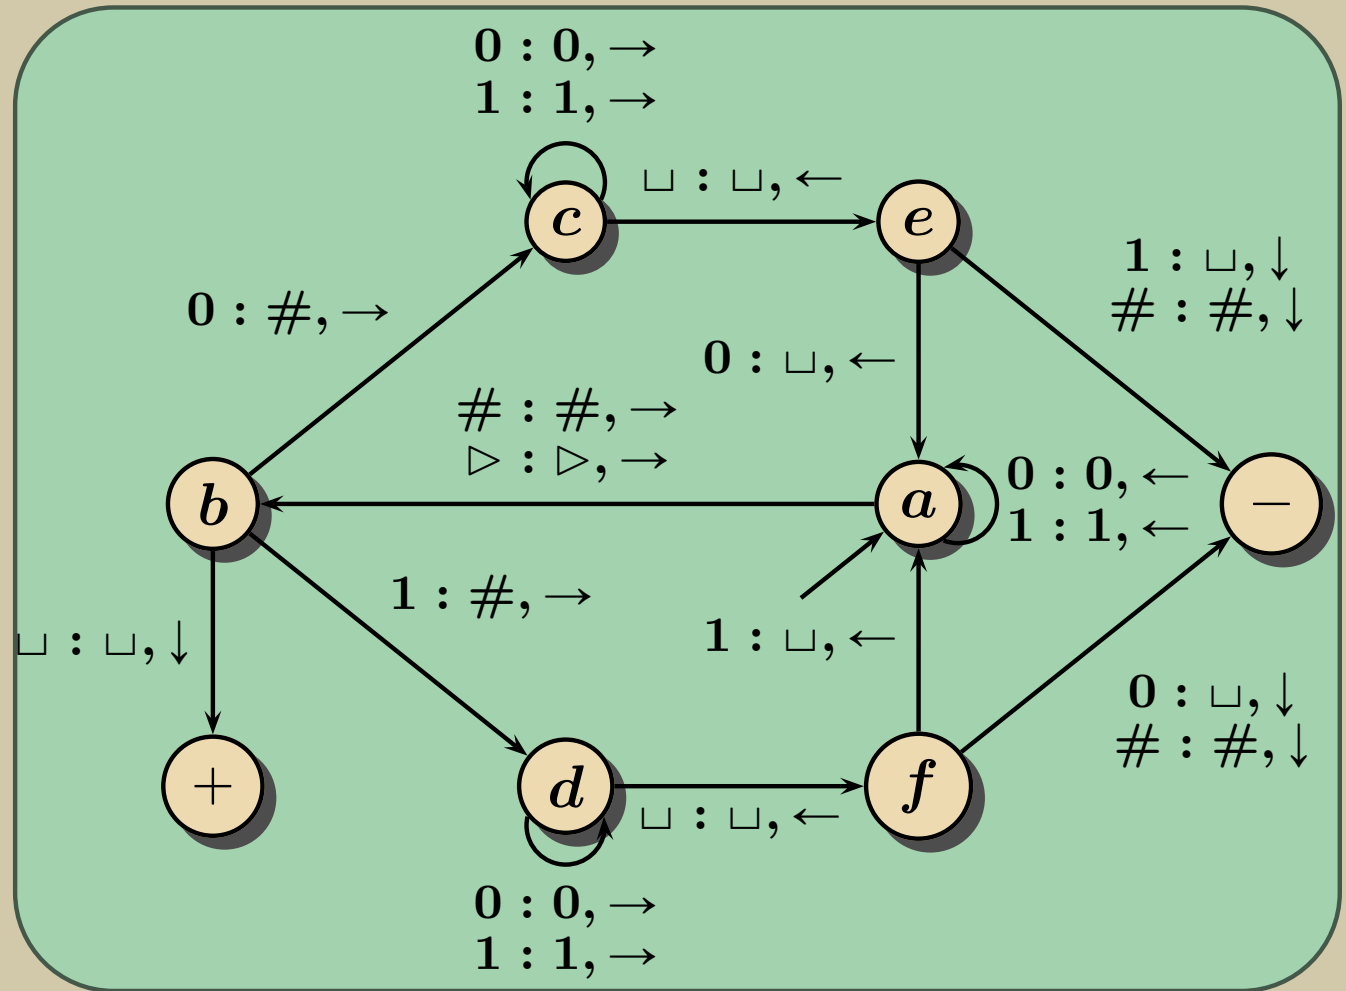 0 : 0, →
1 : 1, →
␣ : ␣, ←
c
e
1 : ␣, ↓
# : #, ↓
0 : #, →
0 : ␣, ←
# : #, →
▷ : ▷, →
0 : 0, ←
1 : 1, ←
b
a
−
1 : #, →
1 : ␣, ←
␣ : ␣, ↓
0 : ␣, ↓
# : #, ↓
+
d
f
␣ : ␣, ←
0 : 0, →
1 : 1, →